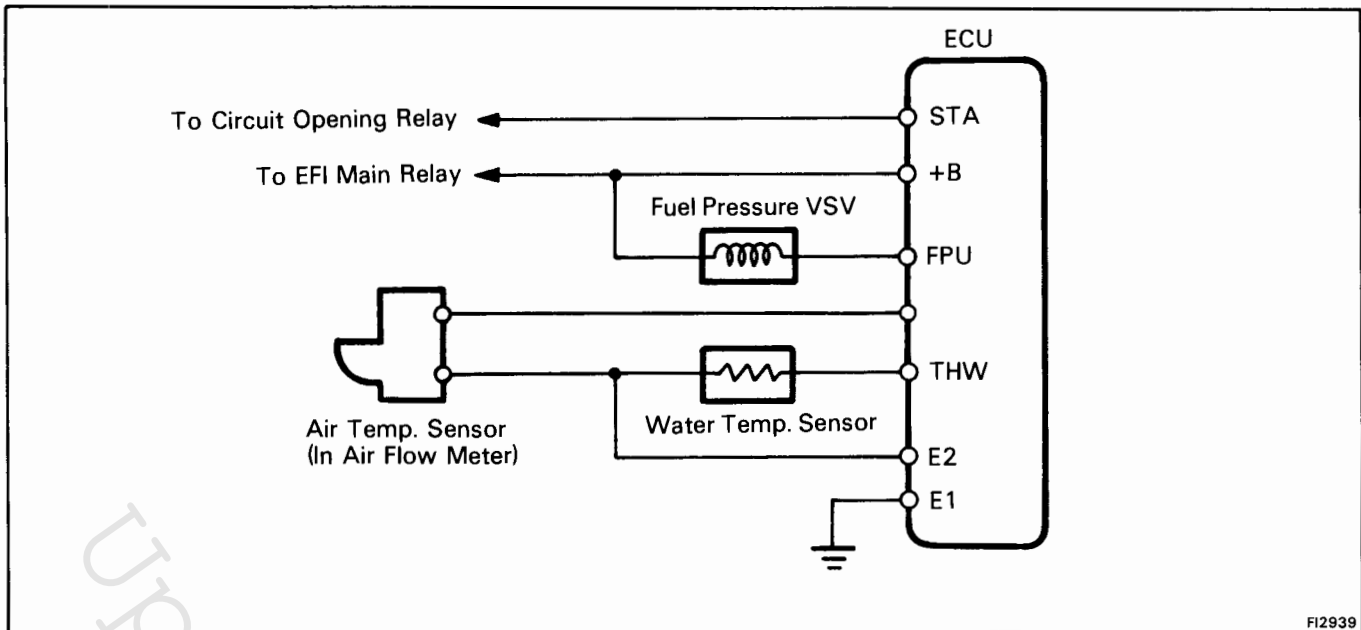 ECU
To Circuit Opening Relay
STA
To EFI Main Relay
+B
Fuel Pressure VSV
FPU
THW
Air Temp. Sensor
(In Air Flow Meter)
Water Temp. Sensor
E2
E1
Up
FI2939